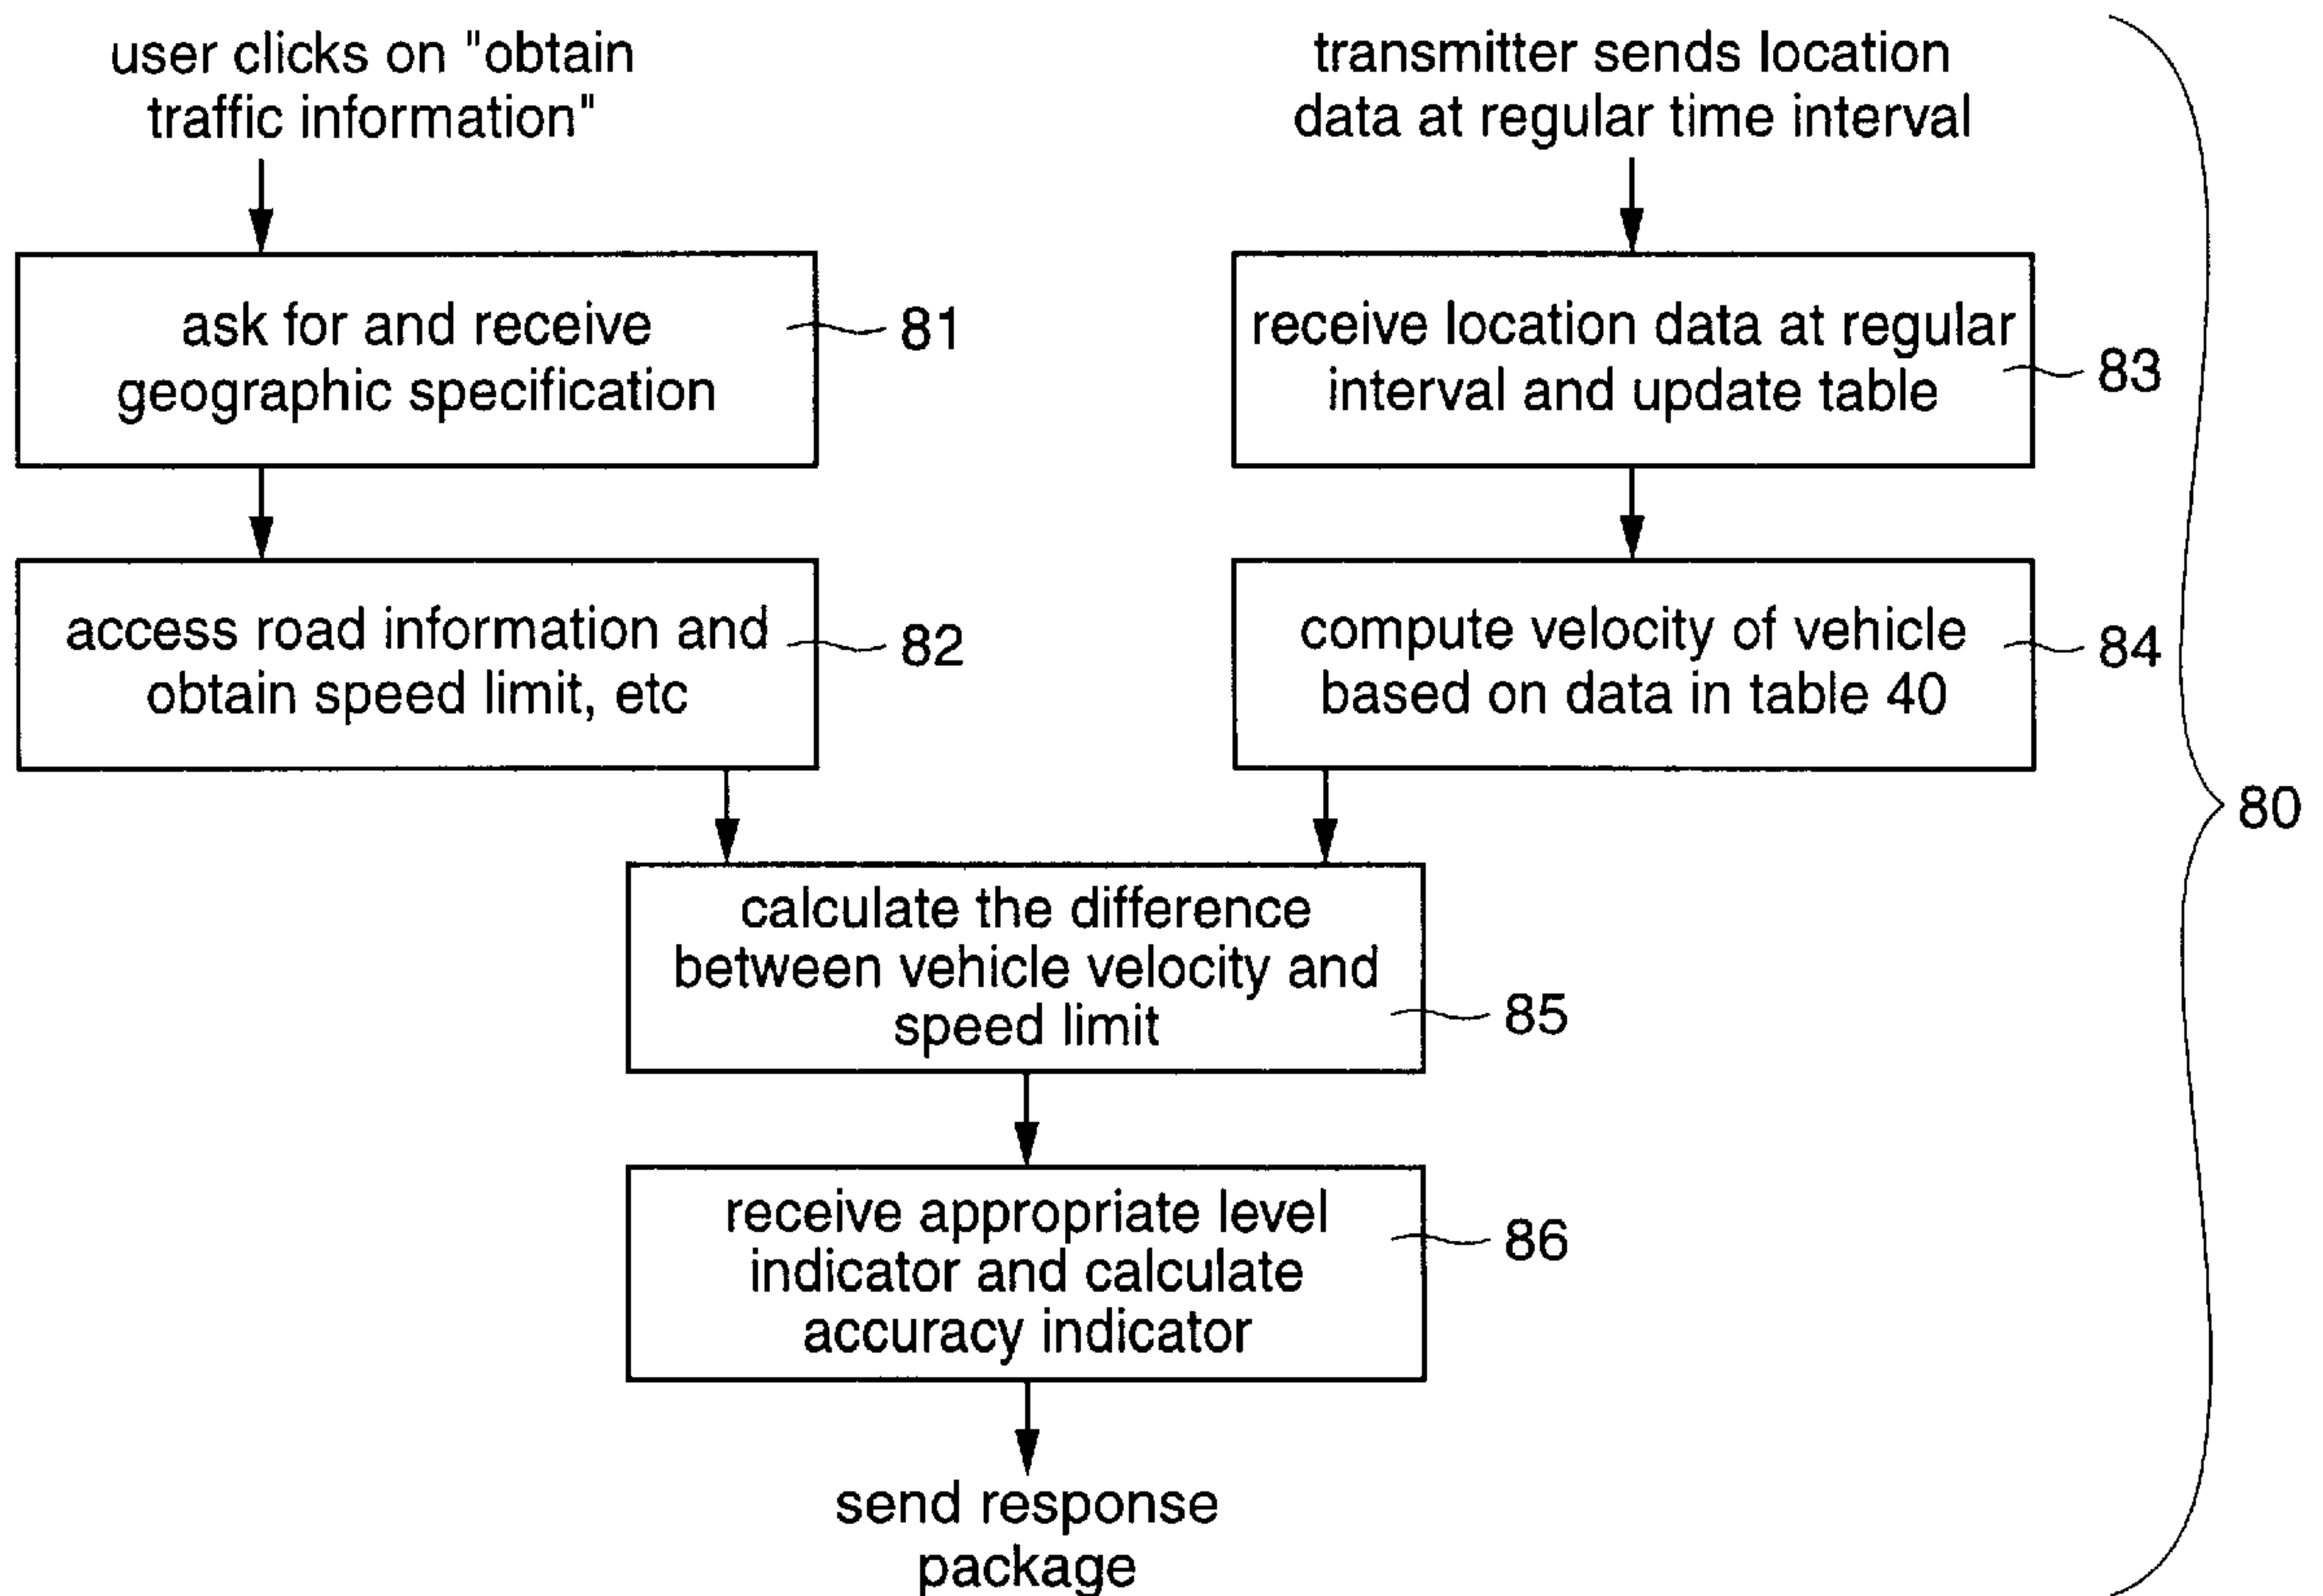 user clicks on "obtain
traffic information"
transmitter sends location
data at regular time interval
ask for and receive
geographic specification
81
receive location data at regular
interval and update table
83
access road information and
obtain speed limit, etc
82
compute velocity of vehicle
based on data in table 40
84
80
calculate the difference
between vehicle velocity and
speed limit
85
receive appropriate level
indicator and calculate
accuracy indicator
86
send response
package